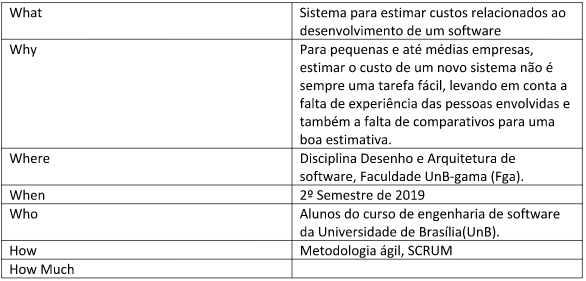 What
Sistema para estimar custos relacionados ao
desenvolvimento de um software
Why
Para pequenas e até médias empresas,
estimar o custo de um novo sistema não é
sempre uma tarefa fácil, levando em conta a
falta de experiência das pessoas envolvidas e
também a falta de comparativos para uma
boa estimativa.
Where
Disciplina Desenho e Arquitetura de
software, Faculdade UnB-gama (Fga).
When
2º Semestre de 2019
Who
Alunos do curso de engenharia de software
da Universidade de Brasília(UnB).
How
Metodologia ágil, SCRUM
How Much